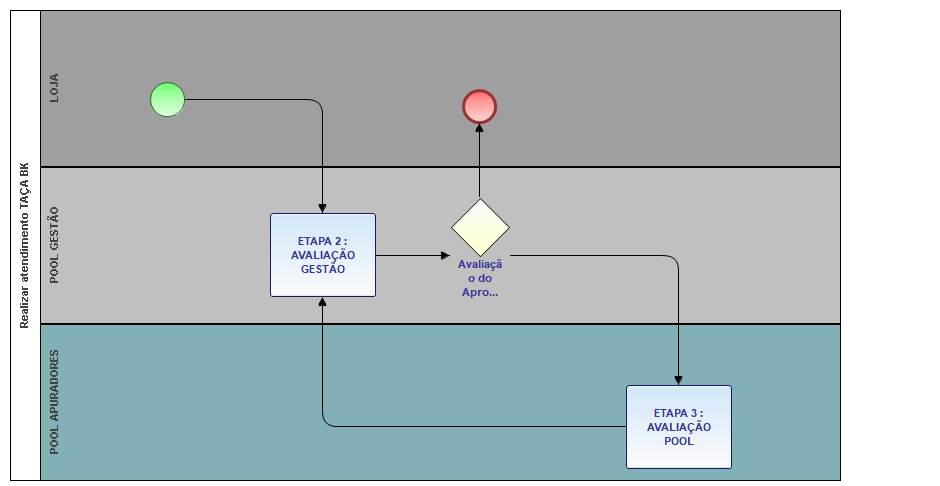 Realizar atendimento TAÇA BK
LOJA
POOL GESTÃO
ETAPA 2 :
AVALIAÇÃO
GESTÃO
Avaliaçã
o do
Apro...
POOL APURADORES
ETAPA 3 :
AVALIAÇÃO
POOL